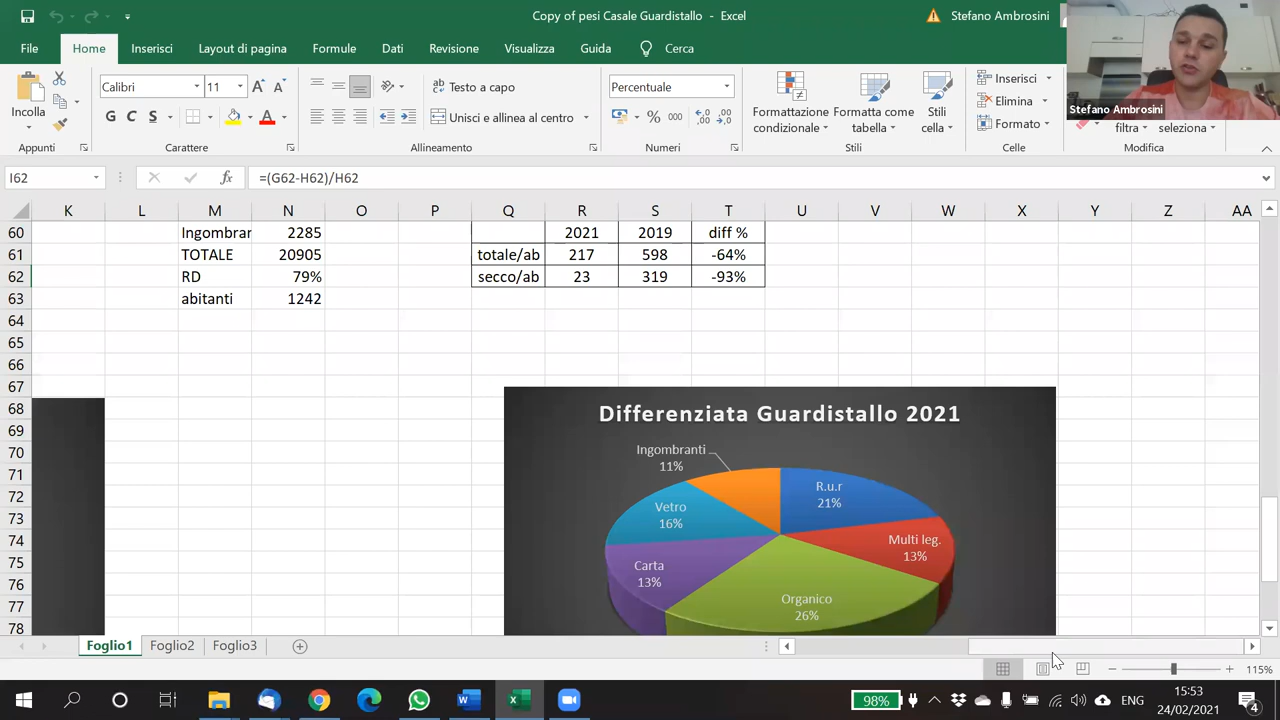 Copy of pesi Casale Guardistallo - Excel
Stefano Ambrosini
File Home Inserisci Layout di pagina Formule Dati Revisione Visualizza Guida Cerca
Stefano Ambrosini
Incolla
Appunti
Calibri 11
G C S A
Carattere
Testo a capo
Unisci e allinea al centro
Allineamento
Percentuale
% 000
Numeri
Formattazione condizionale
Formatta come tabella
Stili cella
Stili
Inserisci
Elimina
Formato
Celle
filtra seleziona
Modifica
I62 fx =(G62-H62)/H62
K L M N O P Q R S T U V W X Y Z AA
60 Ingombrar 2285 2021 2019 diff %
61 TOTALE 20905 totale/ab 217 598 -64%
62 RD 79% secco/ab 23 319 -93%
63 abitanti 1242
64
65
66
67
68
69
70
71
72
73
74
75
76
77
78
Differenziata Guardistallo 2021
Ingombranti
11%
R.u.r
21%
Vetro
16%
Multi leg.
13%
Carta
13%
Organico
26%
Foglio1 Foglio2 Foglio3
115%
98%
ENG
15:53
24/02/2021
4